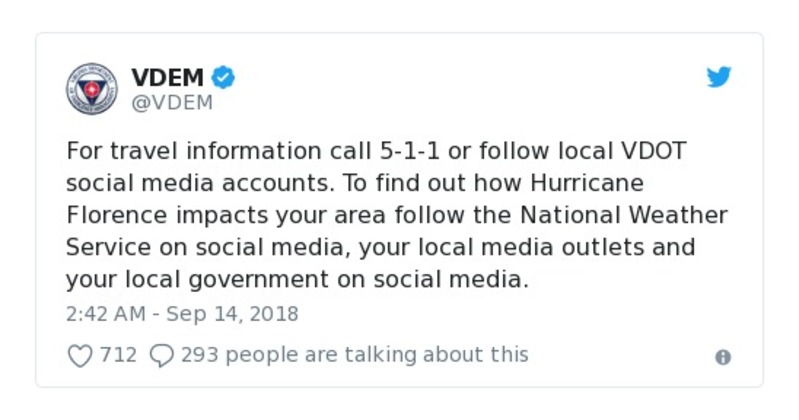 VDEM
@VDEM
For travel information call 5-1-1 or follow local VDOT
social media accounts. To find out how Hurricane
Florence impacts your area follow the National Weather
Service on social media, your local media outlets and
your local government on social media.
2:42 AM - Sep 14, 2018
712 293 people are talking about this